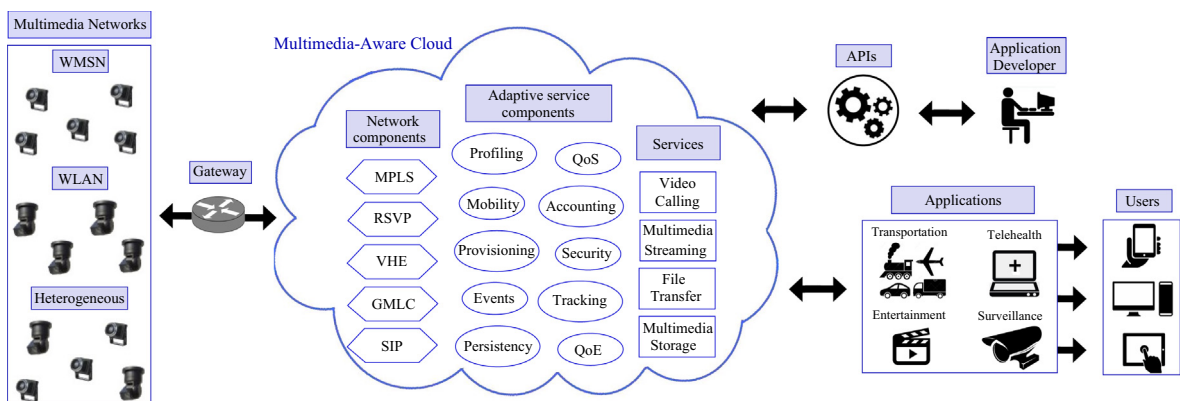 Multimedia Networks
WMSN
WLAN
Heterogeneous
Gateway
Multimedia-Aware Cloud
Network
components
MPLS
RSVP
VHE
GMLC
SIP
Adaptive service
components
Profiling
QoS
Mobility
Accounting
Provisioning
Security
Events
Tracking
Persistency
QoE
Services
Video
Calling
Multimedia
Streaming
File
Transfer
Multimedia
Storage
APIs
Application
Developer
Applications
Transportation
Telehealth
Entertainment
Surveillance
Users